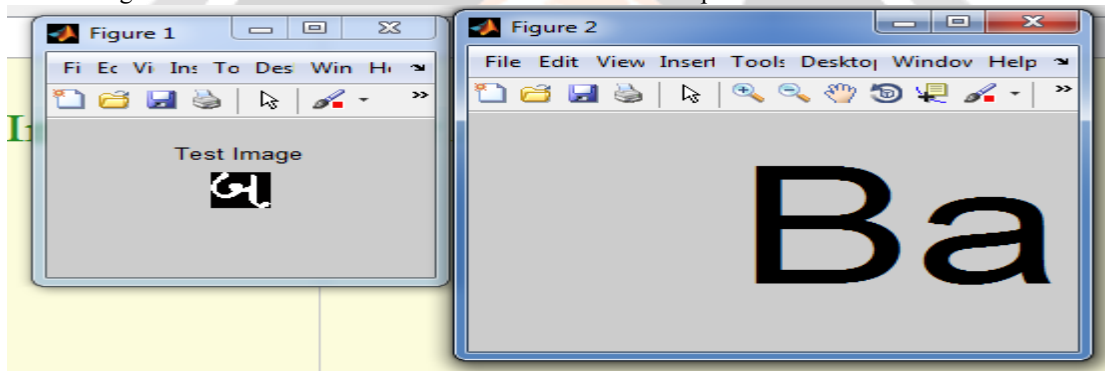 Figure 1
Fi Ec Vi Ins To Des Win
Test Image
બ
Figure 2
File Edit View Insert Tools Desktop Window Help
Ba